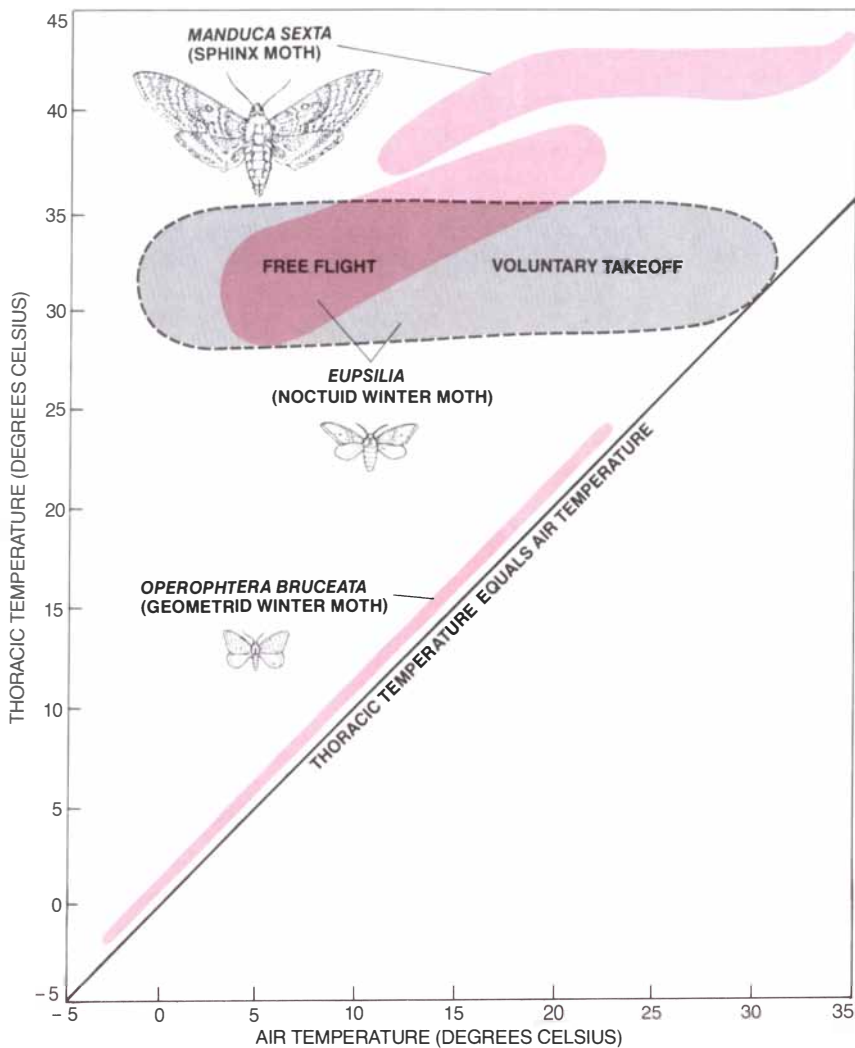 45
40
35
30
25
20
15
10
5
0
– 5
THORACIC TEMPERATURE (DEGREES CELSIUS)
MANDUCA SEXTA
(SPHINX MOTH)
FREE FLIGHT
VOLUNTARY TAKEOFF
EUPSILIA
(NOCTUID WINTER MOTH)
OPEROPHTERA BRUCEATA
(GEOMETRID WINTER MOTH)
THORACIC TEMPERATURE EQUALS AIR TEMPERATURE
– 5 0 5 10 15 20 25 30 35
AIR TEMPERATURE (DEGREES CELSIUS)